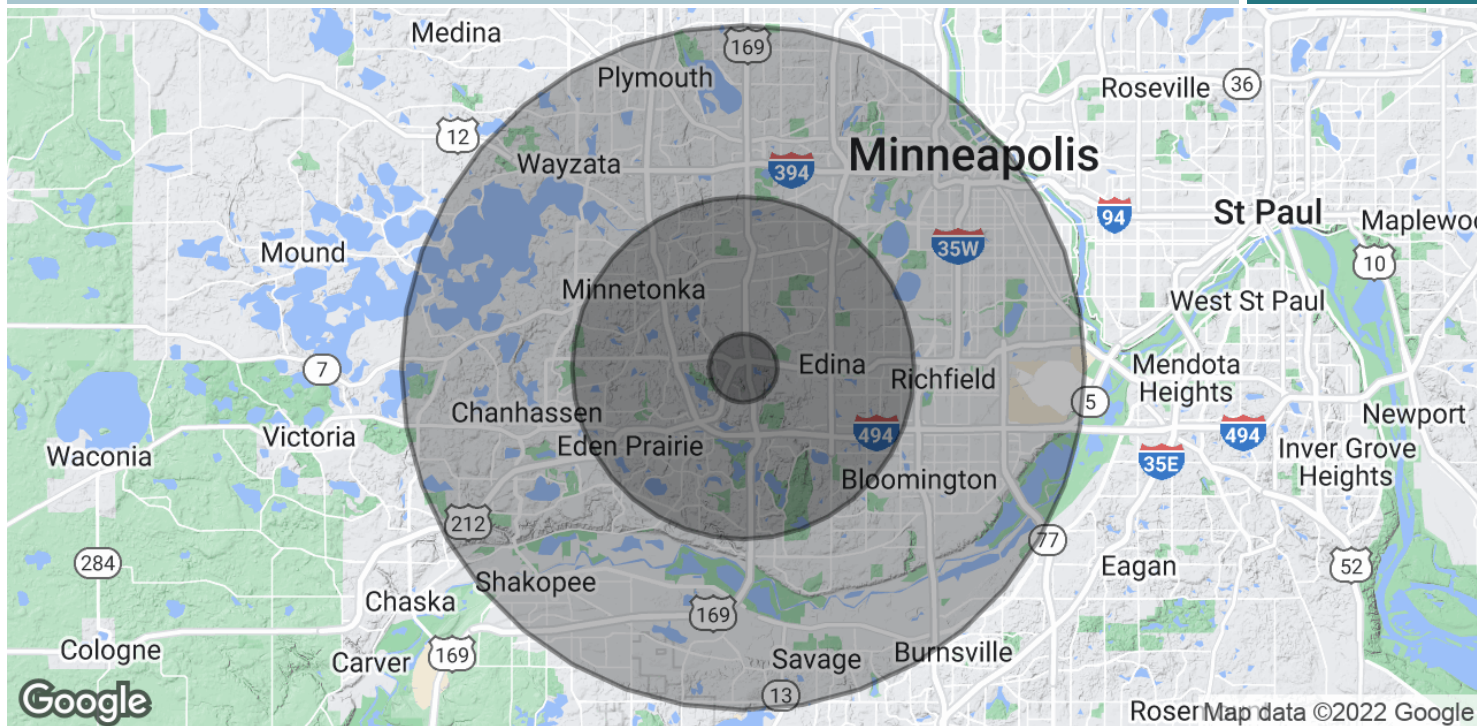 Medina
169
Plymouth
Roseville
36
12
Minneapolis
Wayzata
394
94
St Paul
Maplewoo
35W
Mound
10
Minnetonka
West St Paul
7
Edina
Richfield
Mendota
Heights
5
Chanhassen
Newport
Victoria
494
494
Eden Prairie
Inver Grove
Heights
Waconia
35E
Bloomington
212
77
284
Eagan
52
Shakopee
Chaska
169
Cologne
Carver
169
Savage
Burnsville
13
Google
Rosem
Map data ©2022 Google